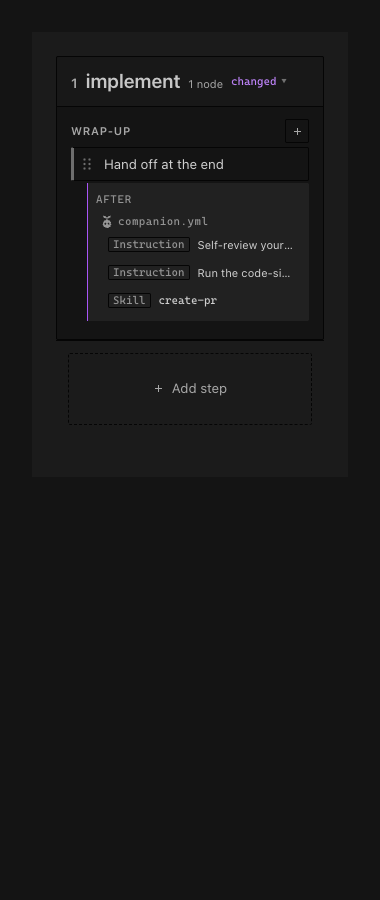 1 implement 1 node changed ▾
WRAP-UP +
Hand off at the end
AFTER
companion.yml
Instruction Self-review your...
Instruction Run the code-si...
Skill create-pr
+ Add step